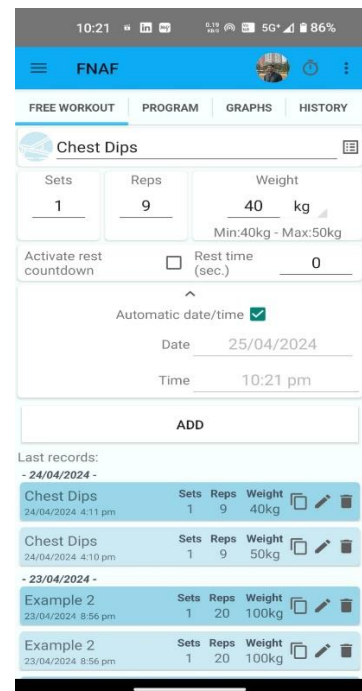 10:21 in 0.19 KB/S 5G+ 86%
FNAF
FREE WORKOUT PROGRAM GRAPHS HISTORY
Chest Dips
Sets Reps Weight
1 9 40 kg
Min:40kg - Max:50kg
Activate rest countdown Rest time (sec.) 0
Automatic date/time
Date 25/04/2024
Time 10:21 pm
ADD
Last records:
- 24/04/2024 -
Chest Dips Sets Reps Weight
24/04/2024 4:11 pm 1 9 40kg
Chest Dips Sets Reps Weight
24/04/2024 4:10 pm 1 9 50kg
- 23/04/2024 -
Example 2 Sets Reps Weight
23/04/2024 8:56 pm 1 20 100kg
Example 2 Sets Reps Weight
23/04/2024 8:56 pm 1 20 100kg